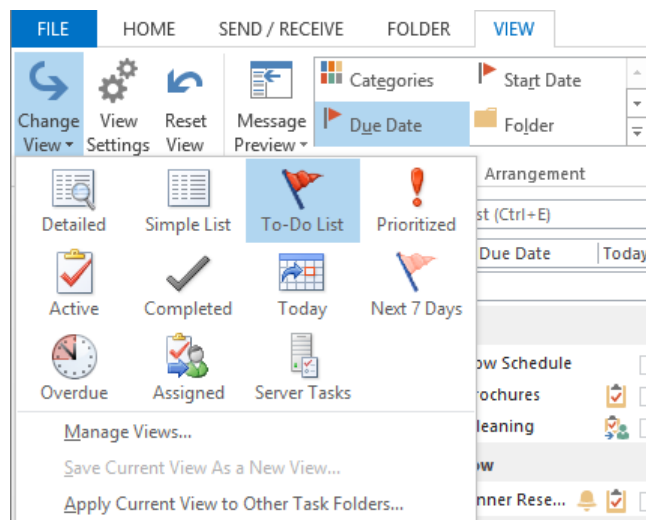 FILE HOME SEND / RECEIVE FOLDER VIEW
Categories Start Date
Change View Reset Message Due Date Folder
View Settings View Preview
Arrangement
st (Ctrl+E)
Detailed Simple List To-Do List Prioritized
Due Date Today
Active Completed Today Next 7 Days
ow Schedule
Overdue Assigned Server Tasks
rochures
leaning
Manage Views...
ow
Save Current View As a New View...
Apply Current View to Other Task Folders...
nner Rese...